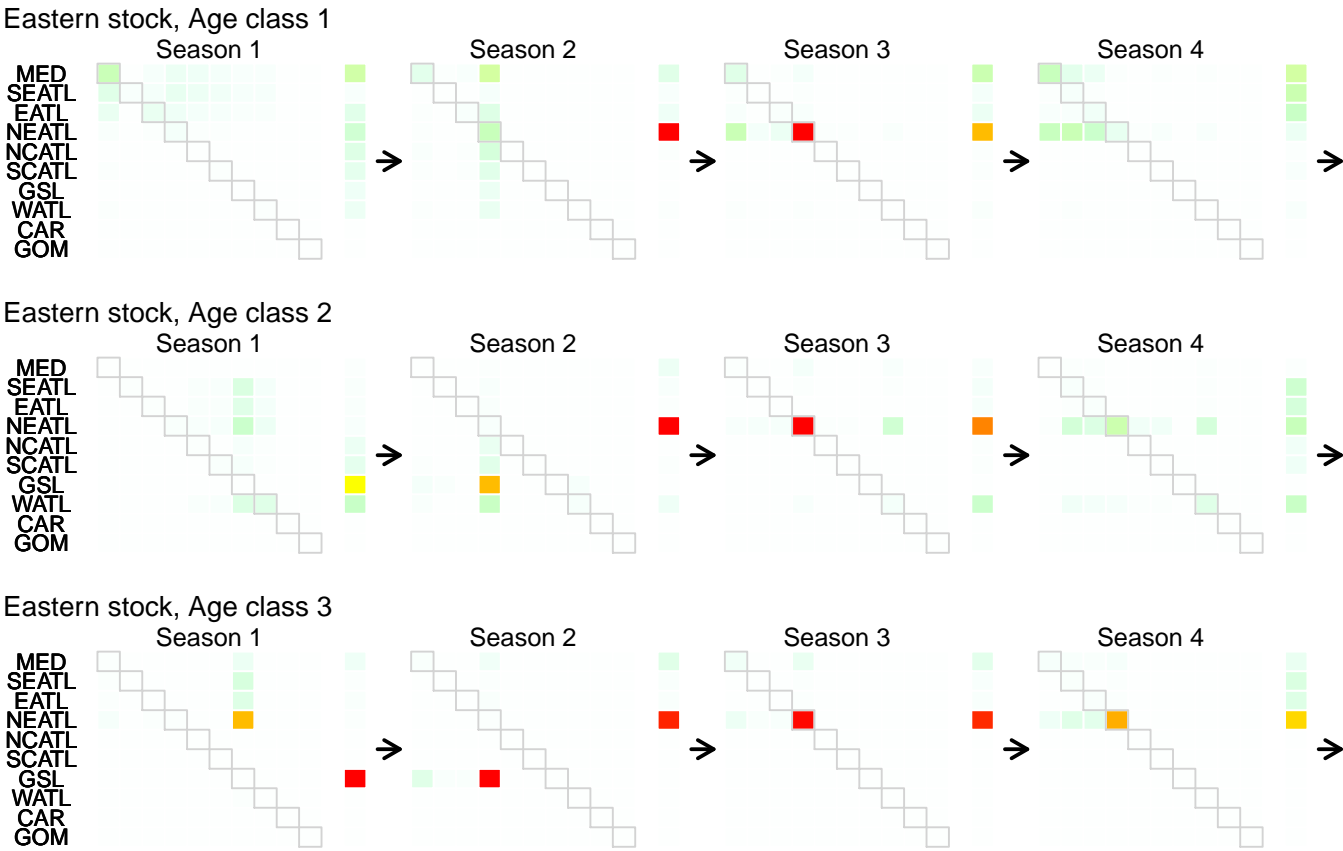 Eastern stock, Age class 1
Season 1 Season 2 Season 3 Season 4
MED
SEATL
EATL
NEATL
NCATL
SCATL
GSL
WATL
CAR
GOM
Eastern stock, Age class 2
Season 1 Season 2 Season 3 Season 4
MED
SEATL
EATL
NEATL
NCATL
SCATL
GSL
WATL
CAR
GOM
Eastern stock, Age class 3
Season 1 Season 2 Season 3 Season 4
MED
SEATL
EATL
NEATL
NCATL
SCATL
GSL
WATL
CAR
GOM